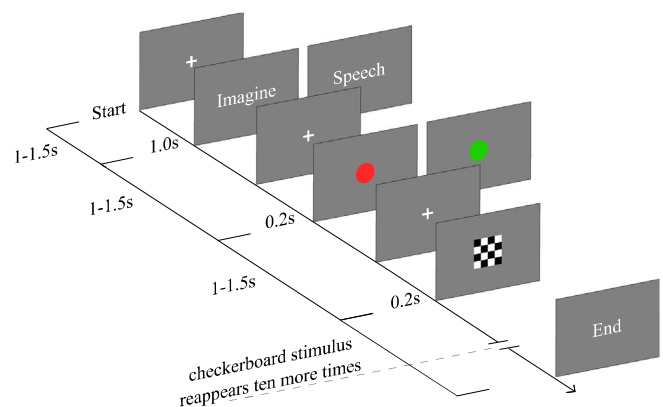 Speech
Imagine
Start
1-1.5s
1.0s
1-1.5s
0.2s
1-1.5s
0.2s
End
checkerboard stimulus
reappears ten more times